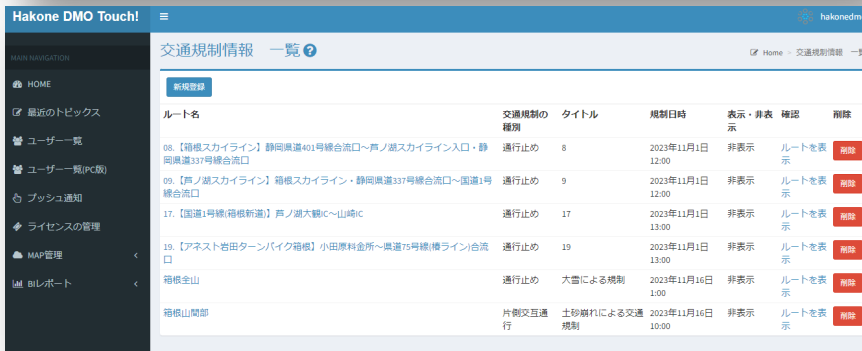 Hakone DMO Touch!
hakonedm
MAIN NAVIGATION
HOME
最近のトピックス
ユーザー一覧
ユーザー一覧(PC版)
プッシュ通知
ライセンスの管理
MAP管理
BIレポート
交通規制情報　一覧
Home
交通規制情報　一覧
新規登録
ルート名
交通規制の
種別
タイトル
規制日時
表示・非表
示
確認
削除
08.【箱根スカイライン】静岡県道401号線合流口～芦ノ湖スカイライン入口・静
岡県道337号線合流口
通行止め
8
2023年11月1日
12:00
非表示
ルートを表
示
削除
09.【芦ノ湖スカイライン】箱根スカイライン・静岡県道337号線合流口～国道1号
線合流口
通行止め
9
2023年11月1日
12:00
非表示
ルートを表
示
削除
17.【国道1号線(箱根新道)】芦ノ湖大観IC～山崎IC
通行止め
17
2023年11月1日
13:00
非表示
ルートを表
示
削除
19.【アネスト岩田ターンパイク箱根】小田原料金所～県道75号線(椿ライン)合流
口
通行止め
19
2023年11月1日
13:00
非表示
ルートを表
示
削除
箱根全山
通行止め
大雪による規制
2023年11月16日
1:00
非表示
ルートを表
示
削除
箱根山間部
片側交互通
行
土砂崩れによる交通
規制
2023年11月16日
10:00
非表示
ルートを表
示
削除